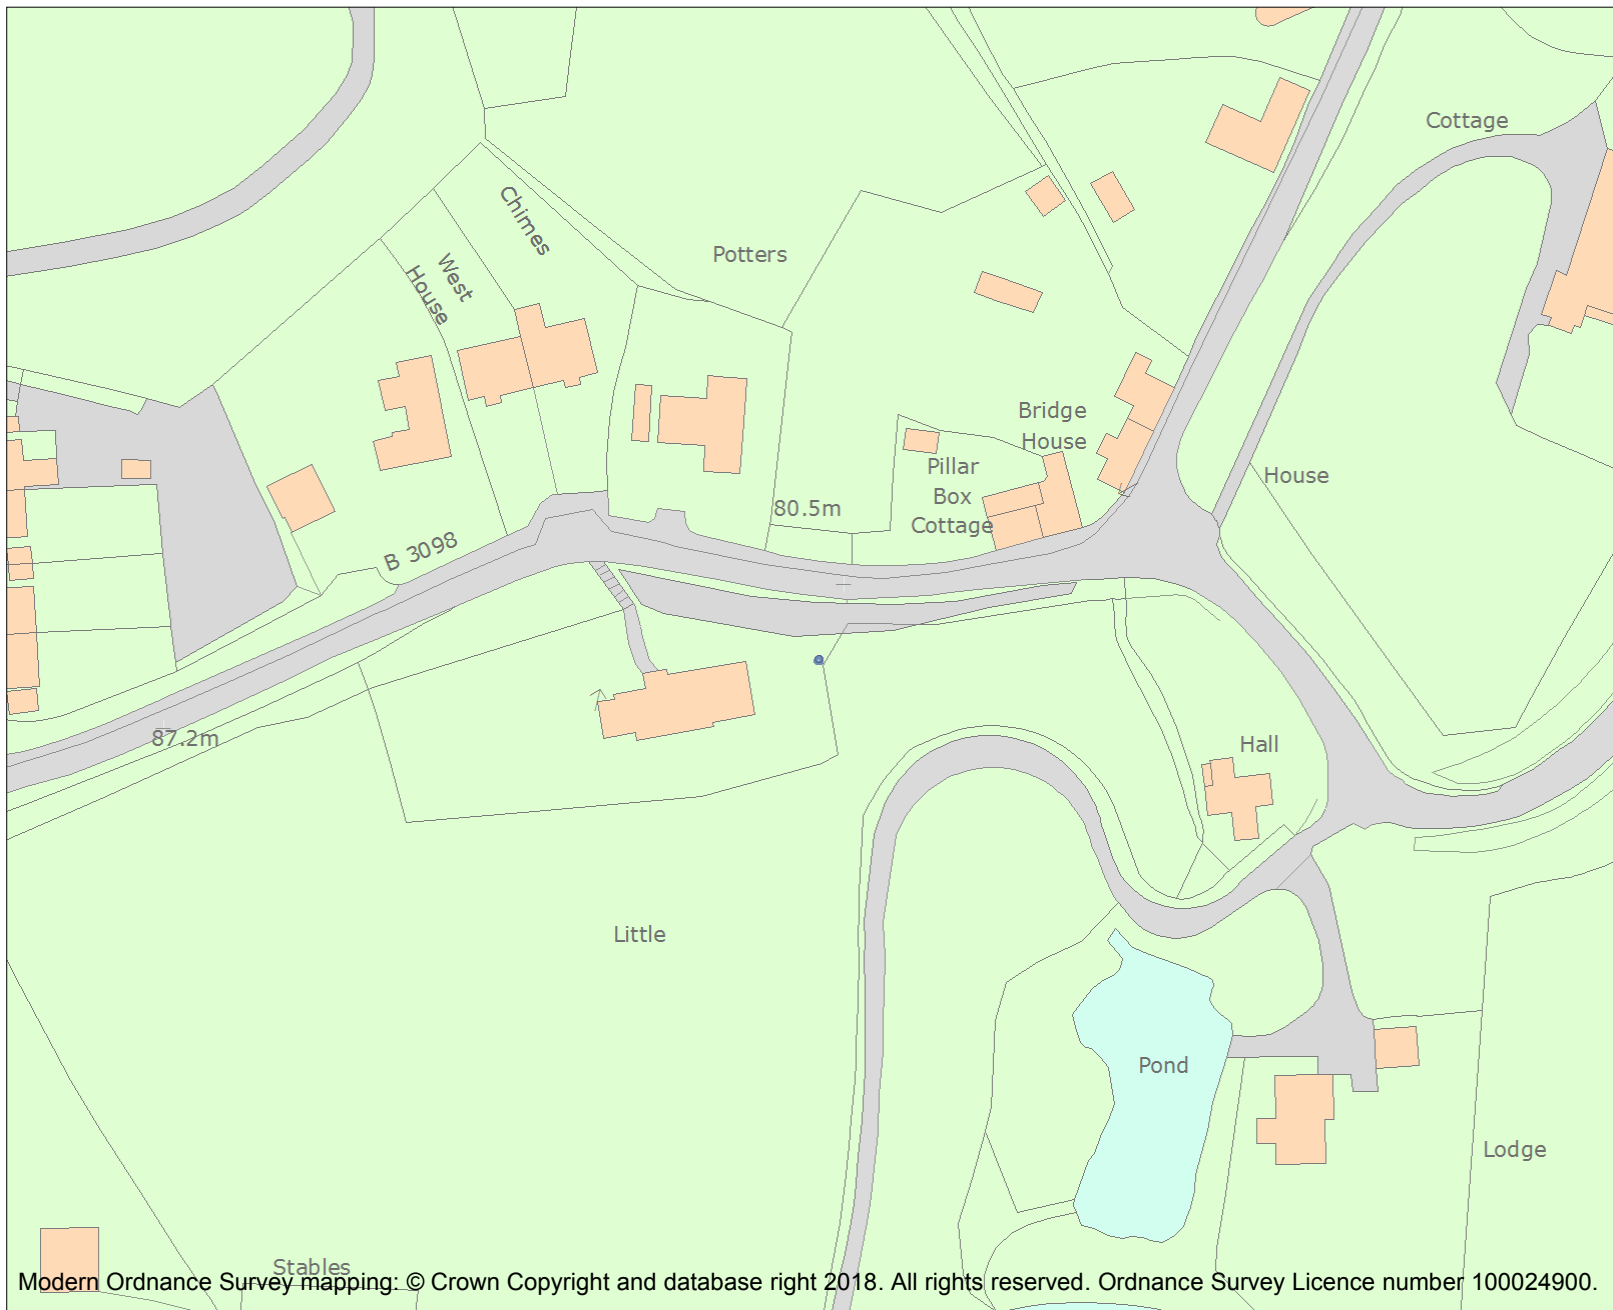 Cottage
Chimes
West
House
Potters
Bridge
House
Pillar
Box
Cottage
House
80.5m
B 3098
87.2m
Hall
Little
Pond
Lodge
Stables
Modern Ordnance Survey mapping: © Crown Copyright and database right 2018. All rights reserved. Ordnance Survey Licence number 100024900.